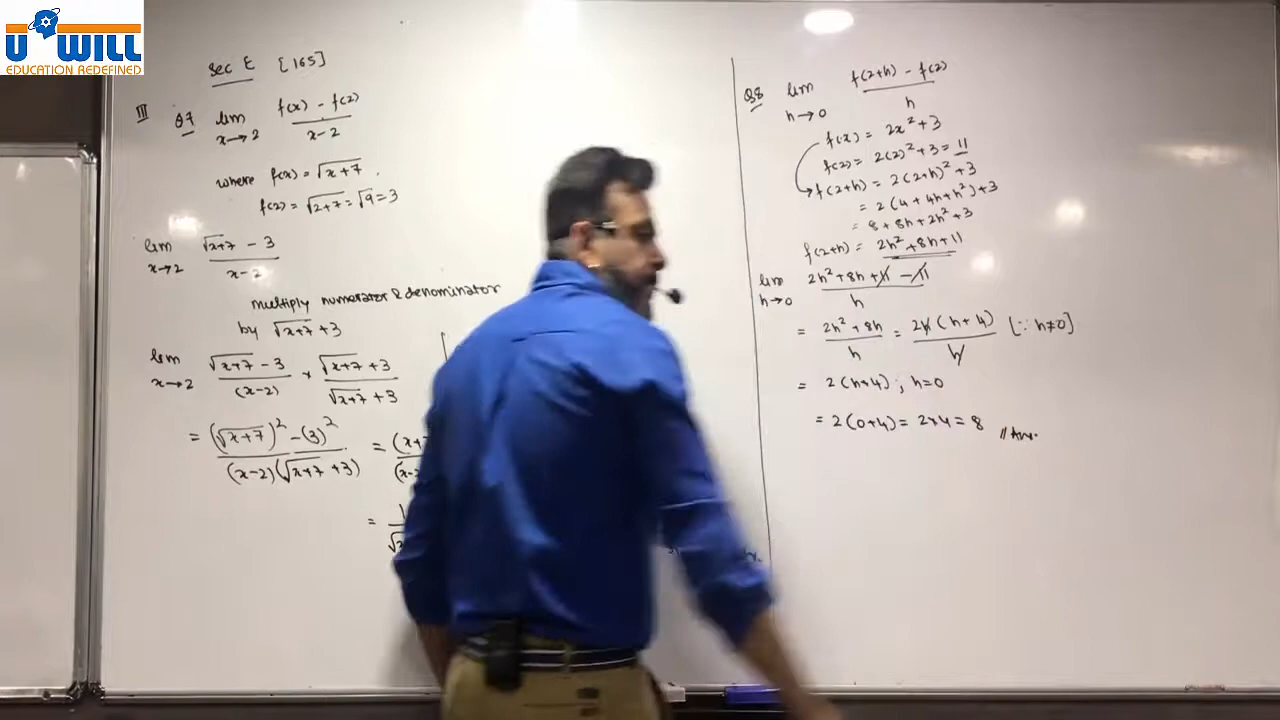 U WILL
EDUCATION REDEFINED
Sec E [165]
III Q7 lim x→2 f(x) - f(2) / x-2
where f(x) = √x+7 .
f(2) = √2+7 = √9 = 3
lim x→2 √x+7 - 3 / x-2
multiply numerator & denominator
by √x+7 + 3
lim x→2 √x+7 - 3 / (x-2) × √x+7 + 3 / √x+7 + 3
= (√x+7)² - (3)² / (x-2)(√x+7 + 3) =
=
Q8 lim h→0 f(2+h) - f(2) / h
f(x) = 2x² + 3
f(2) = 2(2)² + 3 = 11
f(2+h) = 2(2+h)² + 3
= 2(4 + 4h + h²) + 3
= 8 + 8h + 2h² + 3
f(2+h) = 2h² + 8h + 11
lim h→0 2h² + 8h + 11 - 11 / h
= 2h² + 8h / h = 2h(h+4) / h [∵ h≠0]
= 2(h+4) ; h=0
= 2(0+4) = 2×4 = 8 // Ans.